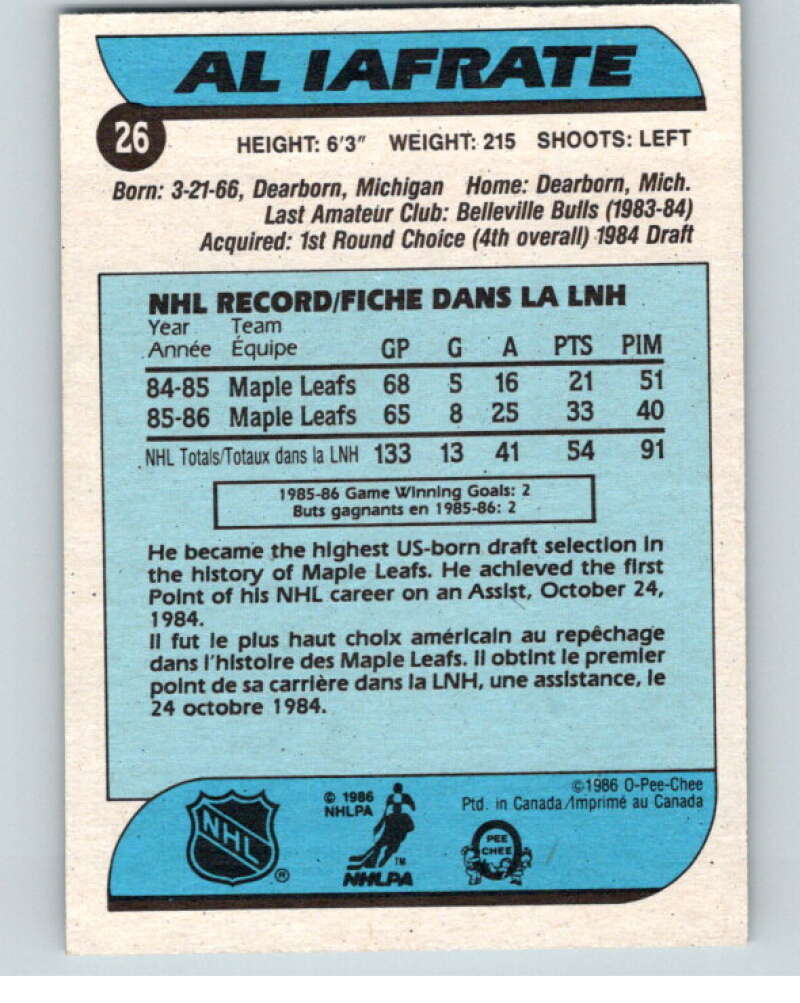 AL IAFRATE
26
HEIGHT: 6'3" WEIGHT: 215 SHOOTS: LEFT
Born: 3-21-66, Dearborn, Michigan Home: Dearborn, Mich.
Last Amateur Club: Belleville Bulls (1983-84)
Acquired: 1st Round Choice (4th overall) 1984 Draft
NHL RECORD/FICHE DANS LA LNH
Year Team
Année Équipe GP G A PTS PIM
84-85 Maple Leafs 68 5 16 21 51
85-86 Maple Leafs 65 8 25 33 40
NHL Totals/Totaux dans la LNH 133 13 41 54 91
1985-86 Game Winning Goals: 2
Buts gagnants en 1985-86: 2
He became the highest US-born draft selection in
the history of Maple Leafs. He achieved the first
Point of his NHL career on an Assist, October 24,
1984.
Il fut le plus haut choix américain au repêchage
dans l'histoire des Maple Leafs. Il obtint le premier
point de sa carrière dans la LNH, une assistance, le
24 octobre 1984.
©1986 O-Pee-Chee
Ptd. in Canada/Imprimé au Canada
© 1986
NHLPA
NHL ®
TM
NHLPA
PEE
CHEE